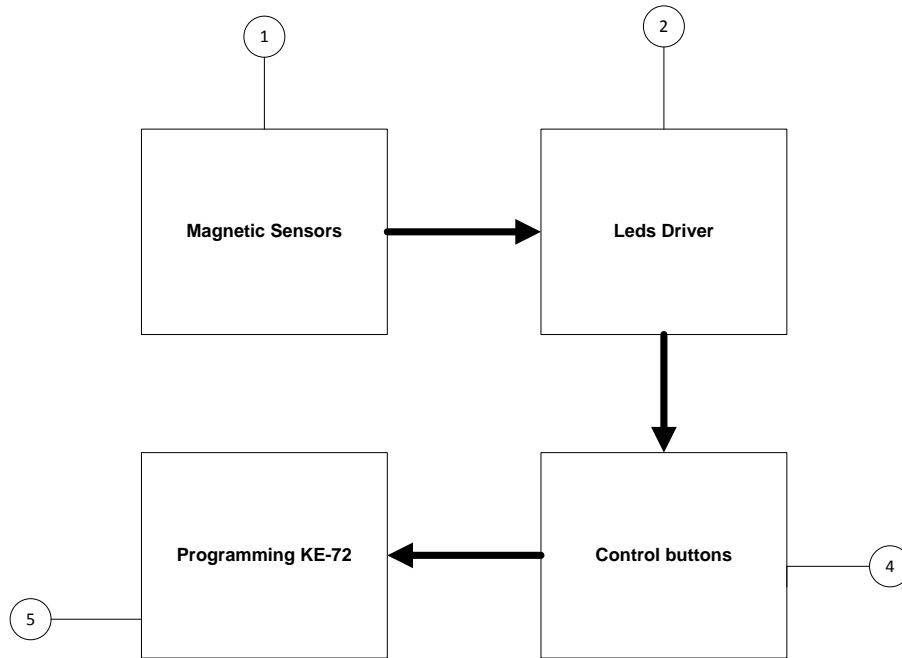 1
2
Magnetic Sensors
Leds Driver
Programming KE-72
Control buttons
4
5